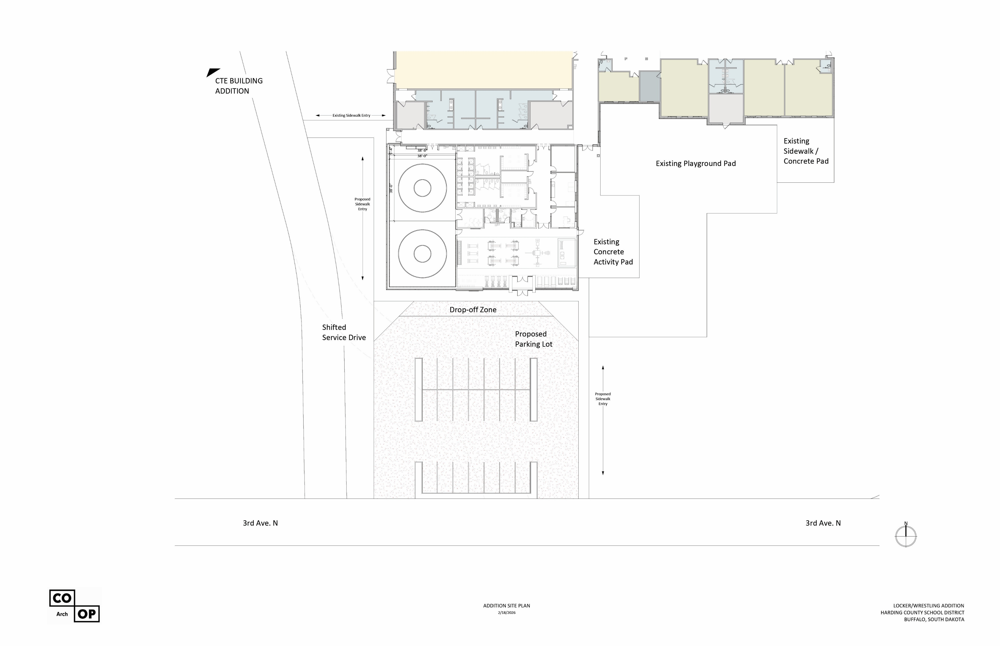 CTE BUILDING
ADDITION
Existing Sidewalk Entry
Existing
Sidewalk /
Concrete Pad
Existing Playground Pad
5'-4"
38'-6"
38'-0"
38'-0"
Proposed
Sidewalk
Entry
Existing
Concrete
Activity Pad
Drop-off Zone
Shifted
Service Drive
Proposed
Parking Lot
Proposed
Sidewalk
Entry
3rd Ave. N
3rd Ave. N
N
CO
Arch OP
ADDITION SITE PLAN
2/18/2026
LOCKER/WRESTLING ADDITION
HARDING COUNTY SCHOOL DISTRICT
BUFFALO, SOUTH DAKOTA